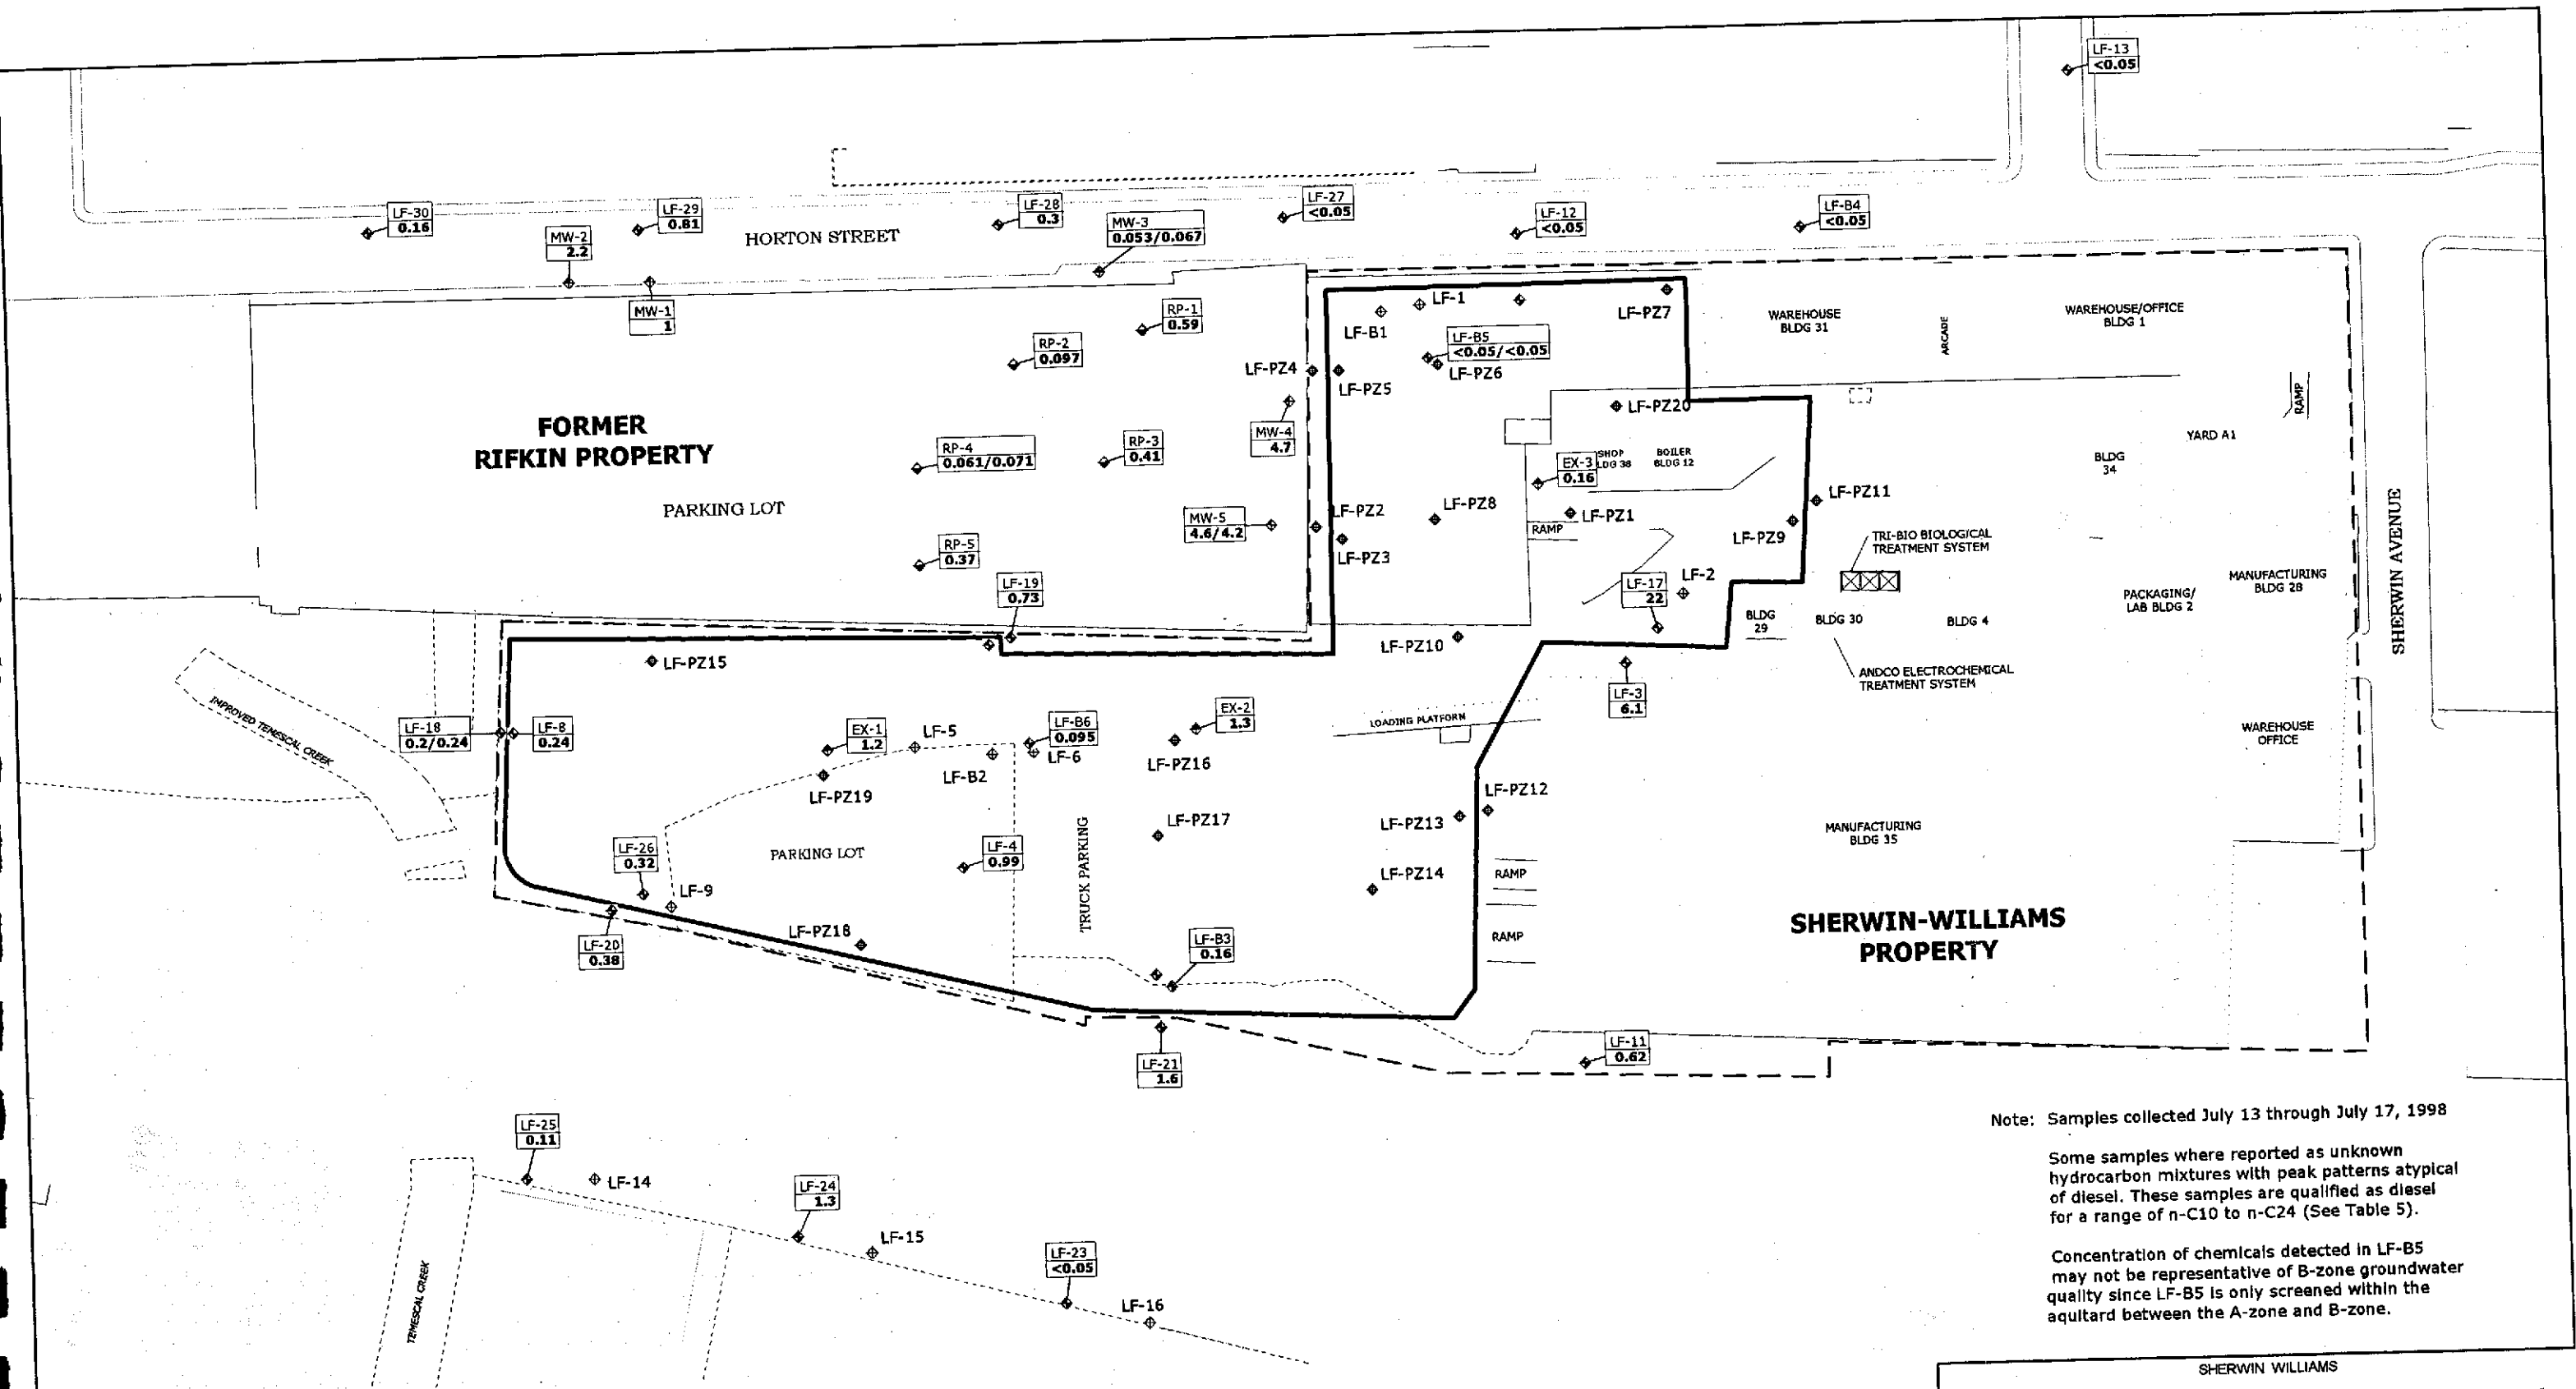 LF-13
<0.05
LF-30
0.16
MW-2
2.2
LF-29
0.81
HORTON STREET
LF-28
0.3
MW-3
0.053/0.067
LF-27
<0.05
LF-12
<0.05
LF-B4
<0.05
MW-1
1
RP-1
0.59
RP-2
0.097
LF-B1
LF-1
LF-PZ7
LF-B5
<0.05/<0.05
LF-PZ4
LF-PZ5
LF-PZ6
WAREHOUSE
BLDG 31
ARCADE
WAREHOUSE/OFFICE
BLDG 1
RAMP
FORMER
RIFKIN PROPERTY
PARKING LOT
RP-4
0.061/0.071
RP-3
0.41
MW-4
4.7
LF-PZ20
SHOP
LDG 38
BOILER
BLDG 12
EX-3
0.16
YARD A1
BLDG
34
MW-5
4.6/4.2
LF-PZ2
LF-PZ3
LF-PZ8
RAMP
LF-PZ1
LF-PZ11
LF-PZ9
TRI-BIO BIOLOGICAL
TREATMENT SYSTEM
SHERWIN AVENUE
RP-5
0.37
LF-19
0.73
LF-17
22
LF-2
BLDG
29
BLDG 30
BLDG 4
PACKAGING/
LAB BLDG 2
MANUFACTURING
BLDG 28
LF-PZ15
LF-PZ10
LF-3
6.1
ANDCO ELECTROCHEMICAL
TREATMENT SYSTEM
IMPROVED TEMESCAL CREEK
LF-18
0.2/0.24
LF-8
0.24
EX-1
1.2
LF-5
LF-B2
LF-B6
0.095
LF-6
EX-2
1.3
LF-PZ16
LOADING PLATFORM
WAREHOUSE
OFFICE
LF-PZ19
LF-PZ17
LF-PZ12
LF-PZ13
MANUFACTURING
BLDG 35
LF-26
0.32
PARKING LOT
LF-4
0.99
TRUCK PARKING
LF-PZ14
RAMP
LF-9
LF-20
0.38
LF-PZ18
LF-B3
0.16
RAMP
SHERWIN-WILLIAMS
PROPERTY
LF-21
1.6
LF-11
0.62
LF-25
0.11
LF-14
LF-24
1.3
LF-15
LF-23
<0.05
LF-16
TEMESCAL CREEK
Note: Samples collected July 13 through July 17, 1998
Some samples where reported as unknown
hydrocarbon mixtures with peak patterns atypical
of diesel. These samples are qualified as diesel
for a range of n-C10 to n-C24 (See Table 5).
Concentration of chemicals detected in LF-B5
may not be representative of B-zone groundwater
quality since LF-B5 is only screened within the
aquitard between the A-zone and B-zone.
SHERWIN WILLIAMS